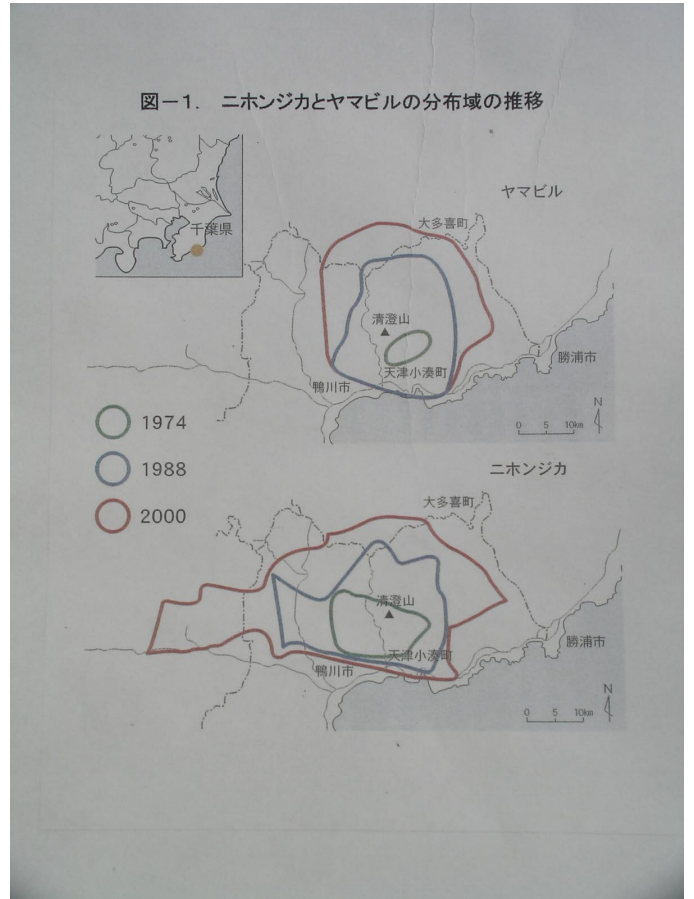 図－1. ニホンジカとヤマビルの分布域の推移
千葉県
ヤマビル
大多喜町
清澄山
天津小湊町
勝浦市
鴨川市
N
0 5 10km
1974
1988
2000
ニホンジカ
大多喜町
清澄山
天津小湊町
勝浦市
鴨川市
N
0 5 10km